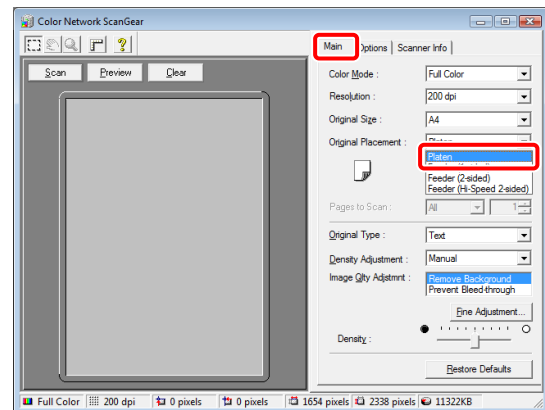 Color Network ScanGear
Main Options Scanner Info
Scan Preview Clear
Color Mode : Full Color
Resolution : 200 dpi
Original Size : A4
Original Placement :
Platen
Feeder (2-sided)
Feeder (Hi-Speed 2-sided)
Pages to Scan : All 1
Original Type : Text
Density Adjustment : Manual
Image Qlty Adjstmnt : Remove Background
Prevent Bleed-through
Fine Adjustment...
Density :
Restore Defaults
Full Color 200 dpi 0 pixels 0 pixels 1654 pixels 2338 pixels 11322KB